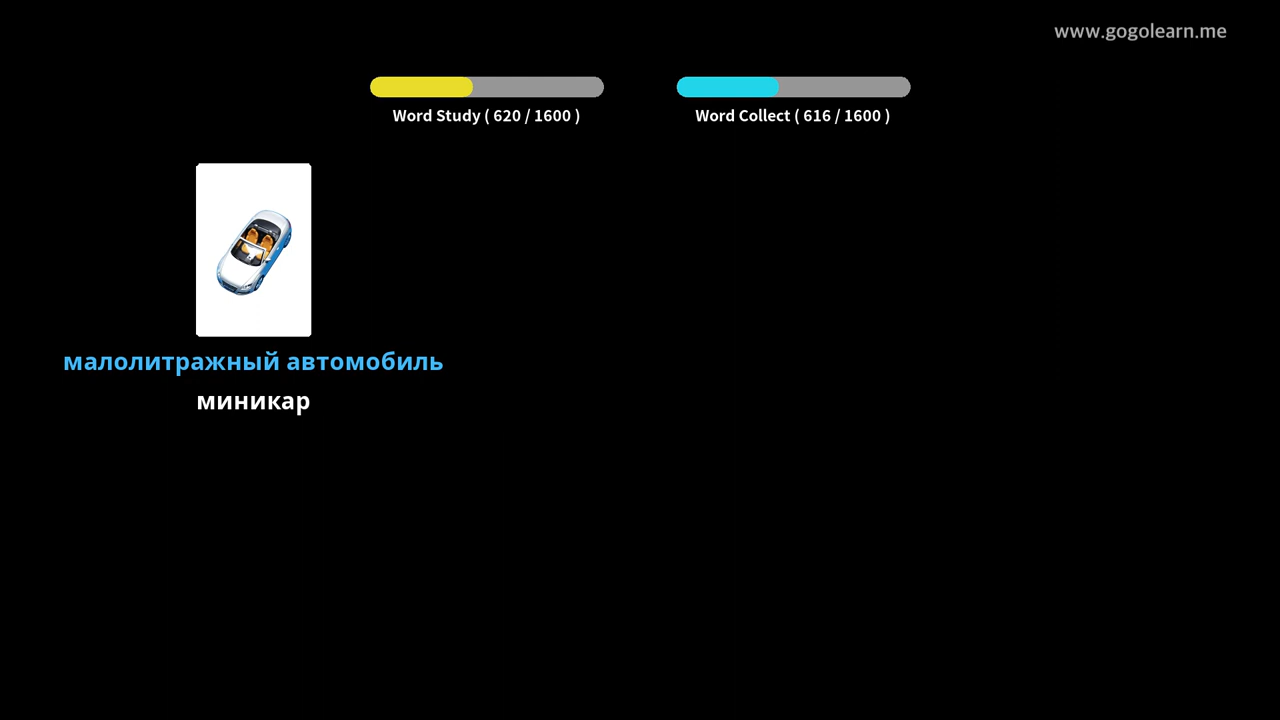 www.gogolearn.me
Word Study ( 620 / 1600 )
Word Collect ( 616 / 1600 )
малолитражный автомобиль
миникар